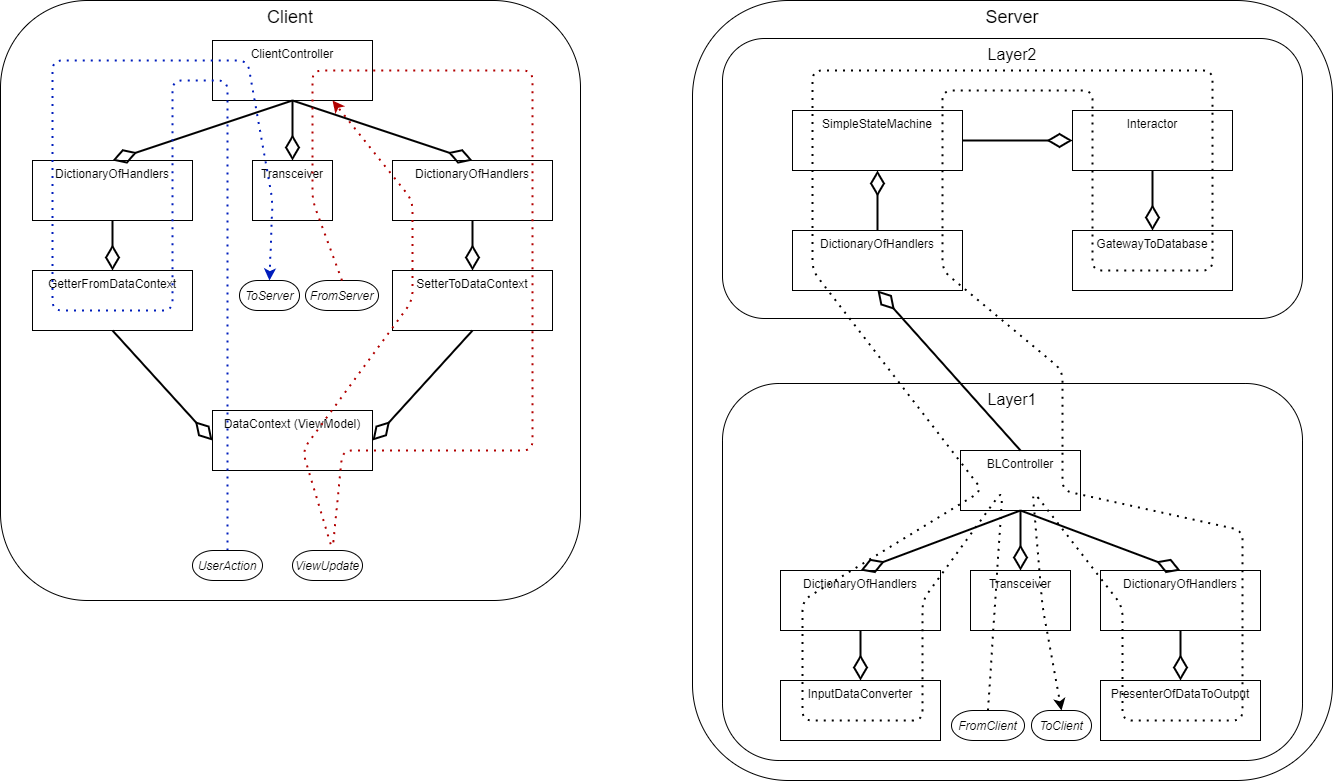 Client
ClientController
DictionaryOfHandlers
Transceiver
DictionaryOfHandlers
GetterFromDataContext
ToServer
FromServer
SetterToDataContext
DataContext (ViewModel)
UserAction
ViewUpdate
Server
Layer2
SimpleStateMachine
Interactor
DictionaryOfHandlers
GatewayToDatabase
Layer1
BLController
DictionaryOfHandlers
Transceiver
DictionaryOfHandlers
InputDataConverter
FromClient
ToClient
PresenterOfDataToOutput